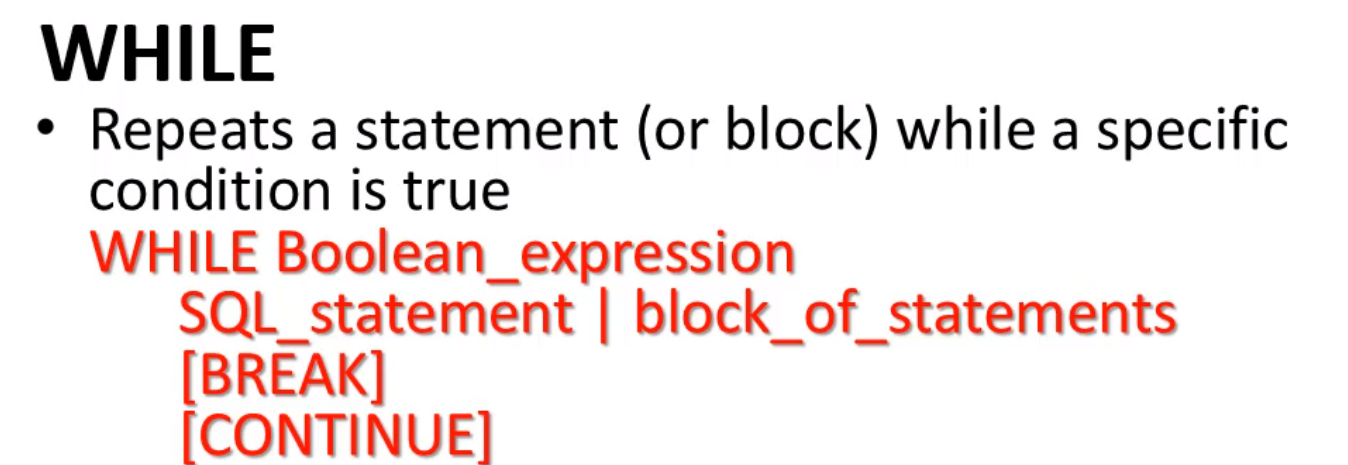 WHILE
• Repeats a statement (or block) while a specific
condition is true
WHILE Boolean_expression
SQL_statement | block_of_statements
[BREAK]
[CONTINUE]